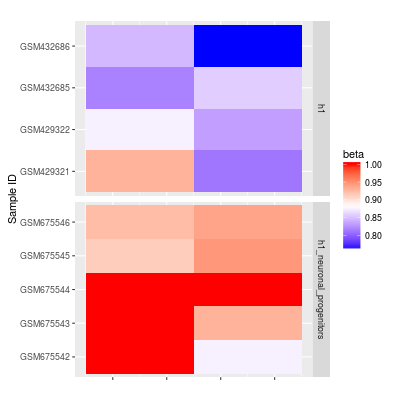 GSM432686
GSM432685
GSM429322
GSM429321
h1
GSM675546
GSM675545
GSM675544
GSM675543
GSM675542
h1_neuronal_progenitors
Sample ID
beta
1.00
0.95
0.90
0.85
0.80